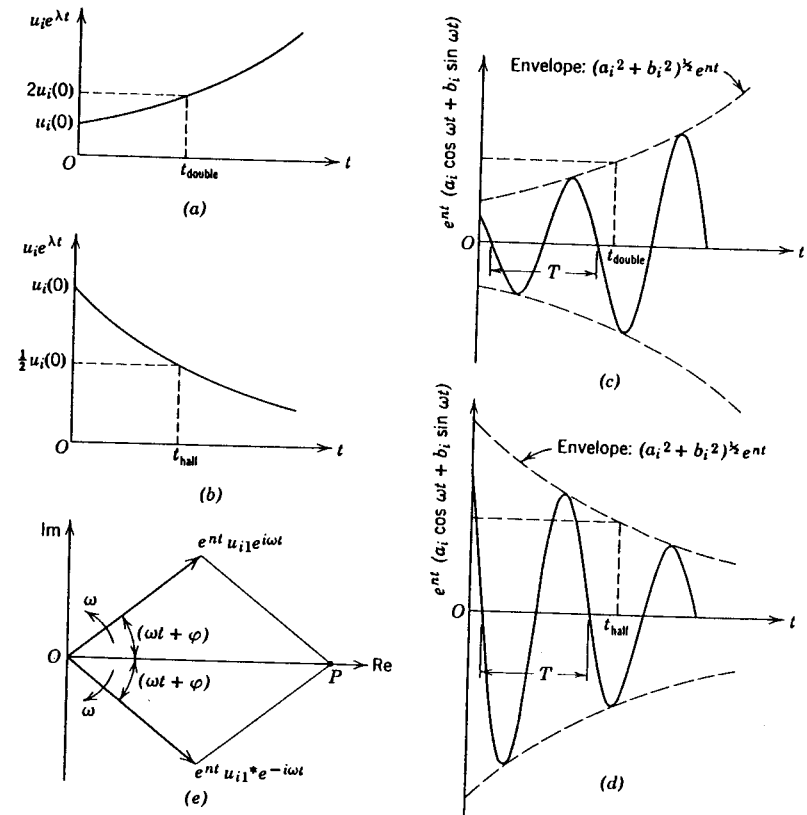 u_i e^{λt}
2u_i(0)
u_i(0)
O
t_double
t
(a)
u_i e^{λt}
u_i(0)
½u_i(0)
O
t_half
t
(b)
Im
e^{nt} u_{i1}e^{iωt}
ω
(ωt + φ)
O
Re
P
(ωt + φ)
ω
e^{nt} u_{i1}*e^{-iωt}
(e)
e^{nt} (a_i cos ωt + b_i sin ωt)
Envelope: (a_i² + b_i²)^{½} e^{nt}
O
t_double
t
T
(c)
e^{nt} (a_i cos ωt + b_i sin ωt)
Envelope: (a_i² + b_i²)^{½} e^{nt}
O
t_half
t
T
(d)